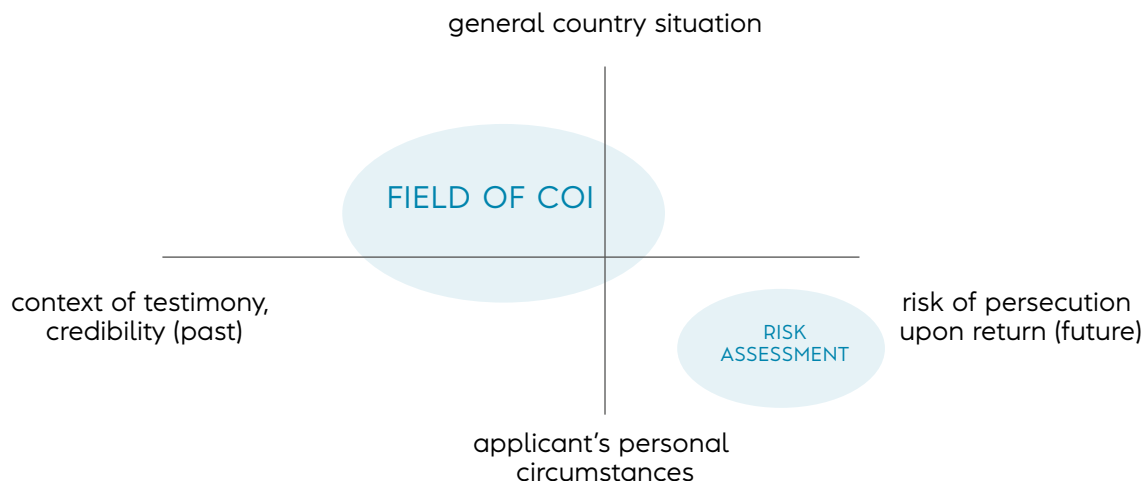 general country situation
FIELD OF COI
context of testimony,
credibility (past)
risk of persecution
upon return (future)
RISK
ASSESSMENT
applicant's personal
circumstances